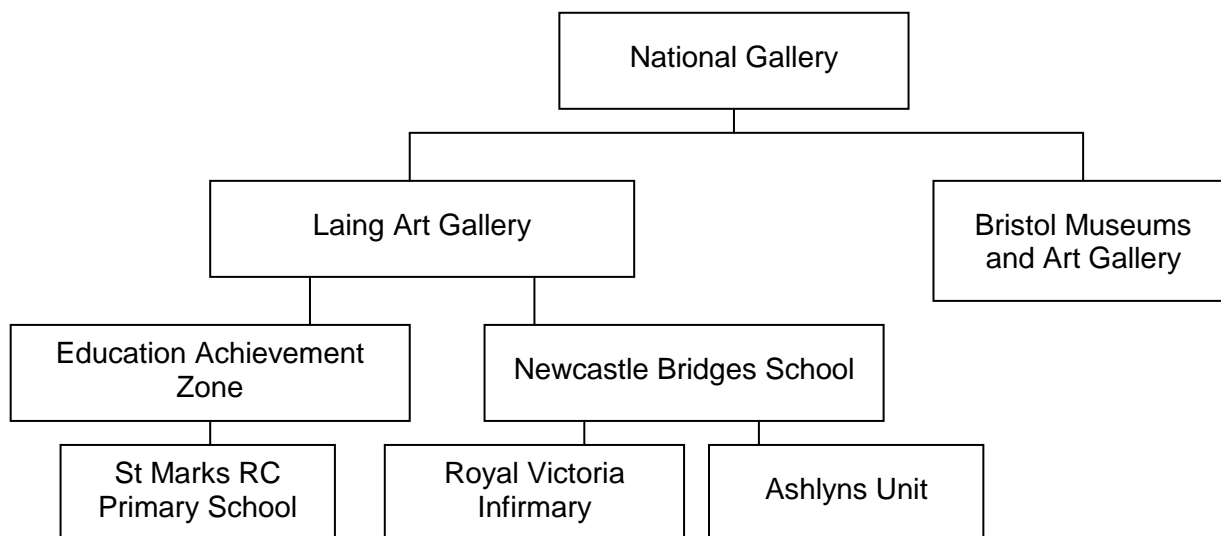 National Gallery
Laing Art Gallery
Bristol Museums
and Art Gallery
Education Achievement
Zone
Newcastle Bridges School
St Marks RC
Primary School
Royal Victoria
Infirmary
Ashlyns Unit